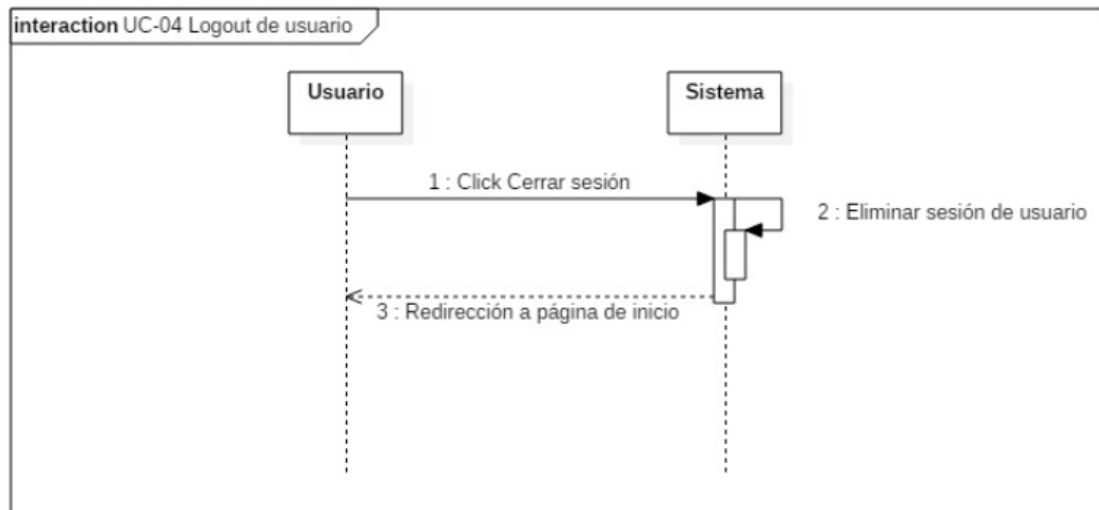 interaction UC-04 Logout de usuario
Usuario
Sistema
1 : Click Cerrar sesión
2 : Eliminar sesión de usuario
3 : Redirección a página de inicio